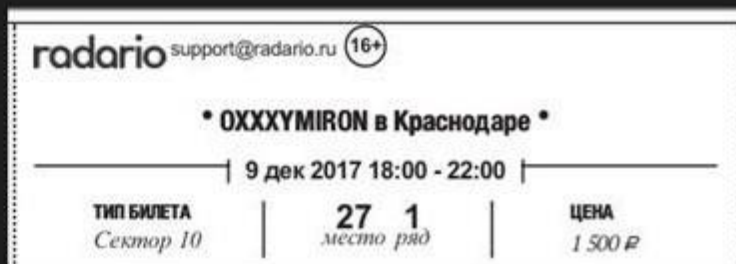 radario support@radario.ru 16+
* OXXXYMIRON в Краснодаре *
9 дек 2017 18:00 - 22:00
ТИП БИЛЕТА 27 1 ЦЕНА
Сектор 10 место ряд 1 500 ₽